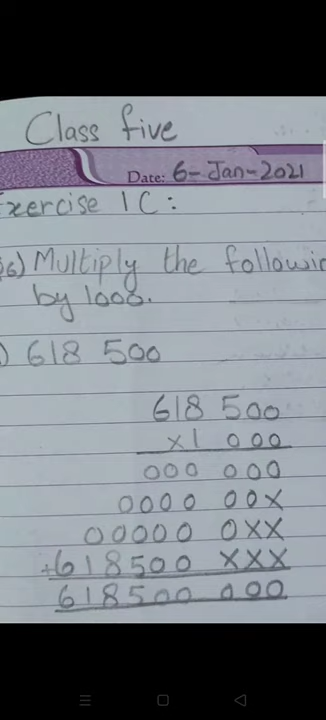 Class five
Date: 6-Jan-2021
xercise 1C:
6) Multiply the followin
by 1000.
) 618 500
618 500
x1 000
000 000
0000 00x
00000 0xx
+618500 xxx
618500 000